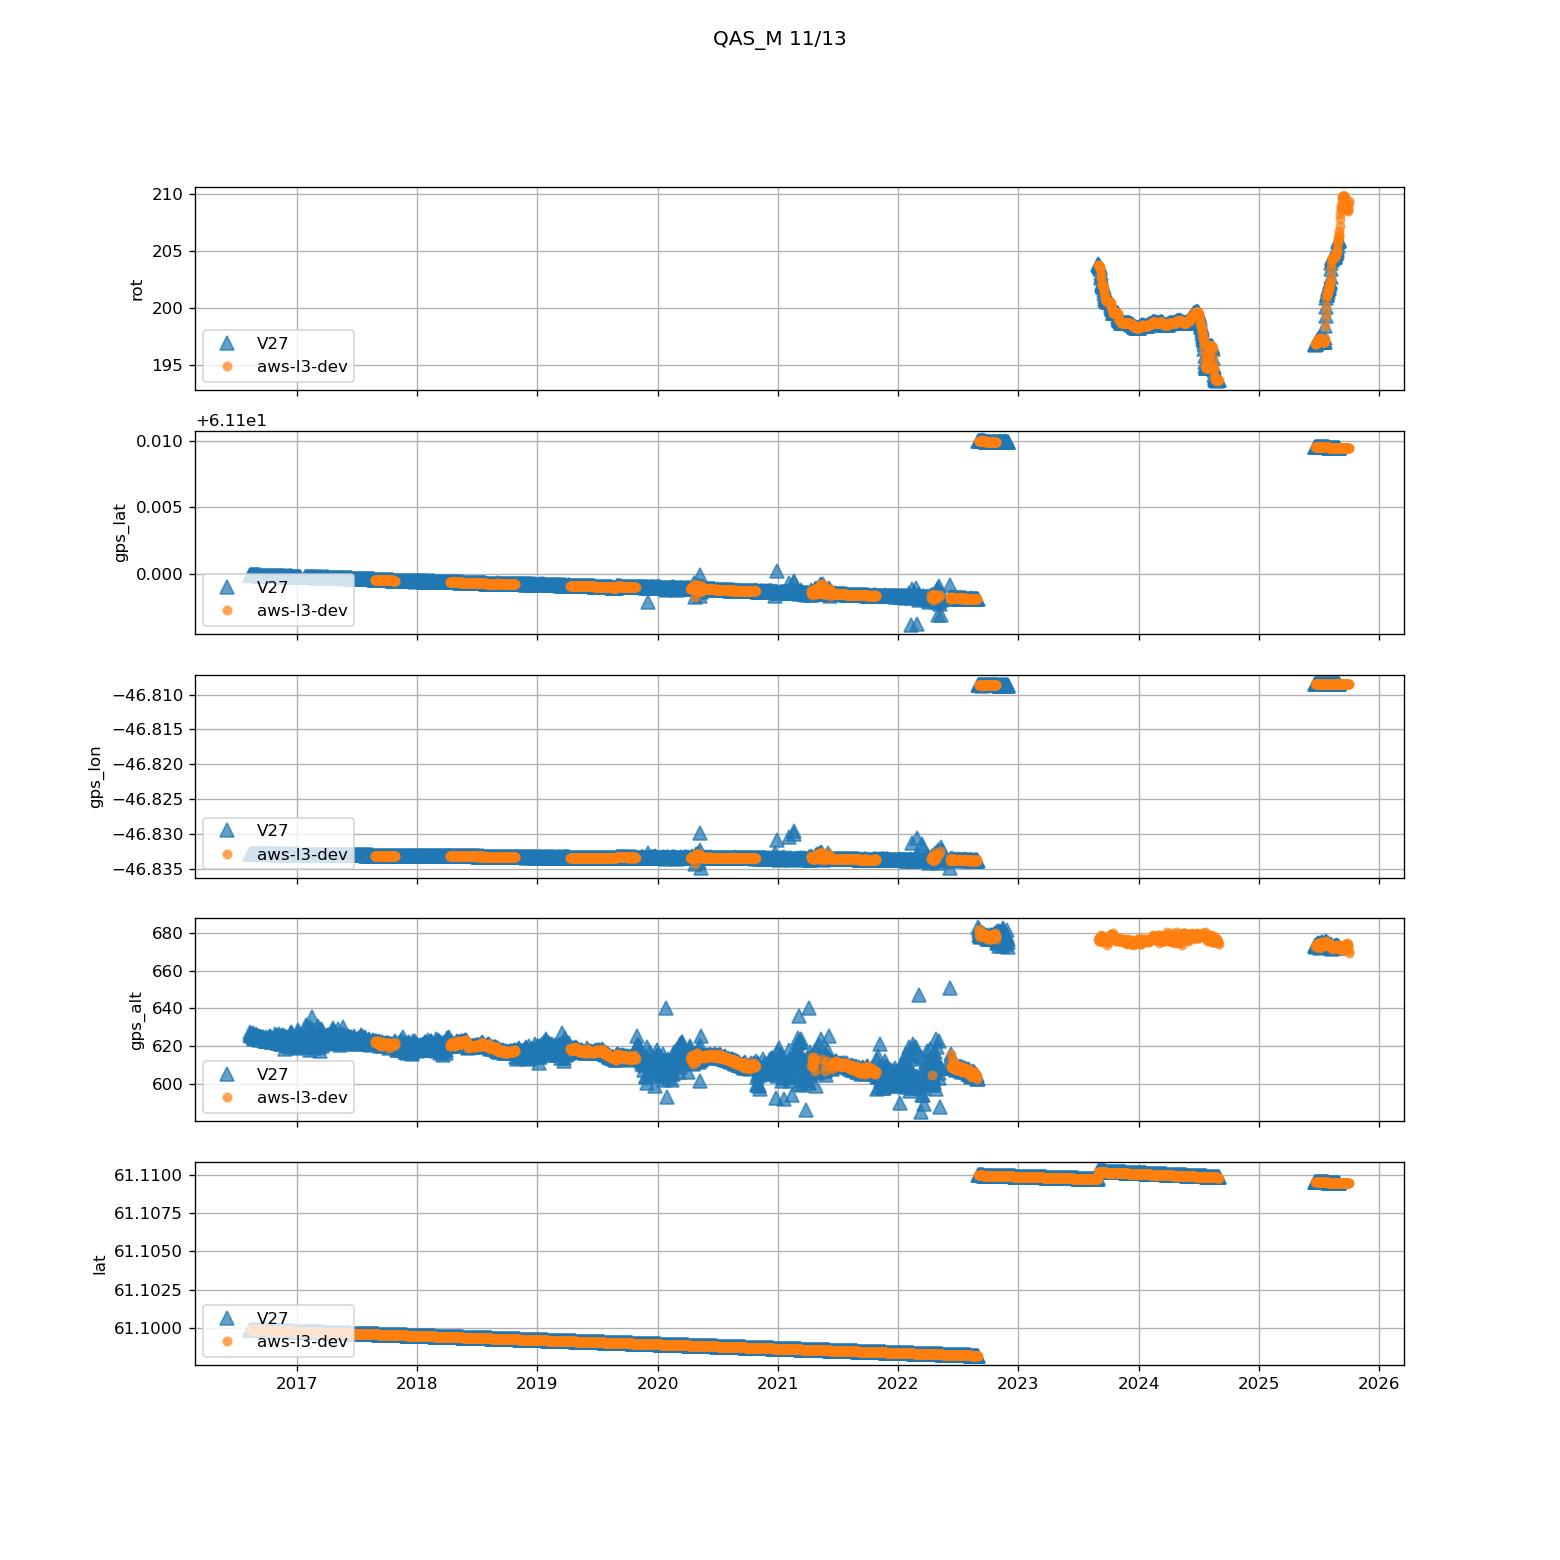 QAS_M 11/13
210
205
200
195
rot
V27
aws-l3-dev
+6.11e1
0.010
0.005
0.000
gps_lat
V27
aws-l3-dev
−46.810
−46.815
−46.820
−46.825
−46.830
−46.835
gps_lon
V27
aws-l3-dev
680
660
640
620
600
gps_alt
V27
aws-l3-dev
61.1100
61.1075
61.1050
61.1025
61.1000
lat
V27
aws-l3-dev
2017 2018 2019 2020 2021 2022 2023 2024 2025 2026